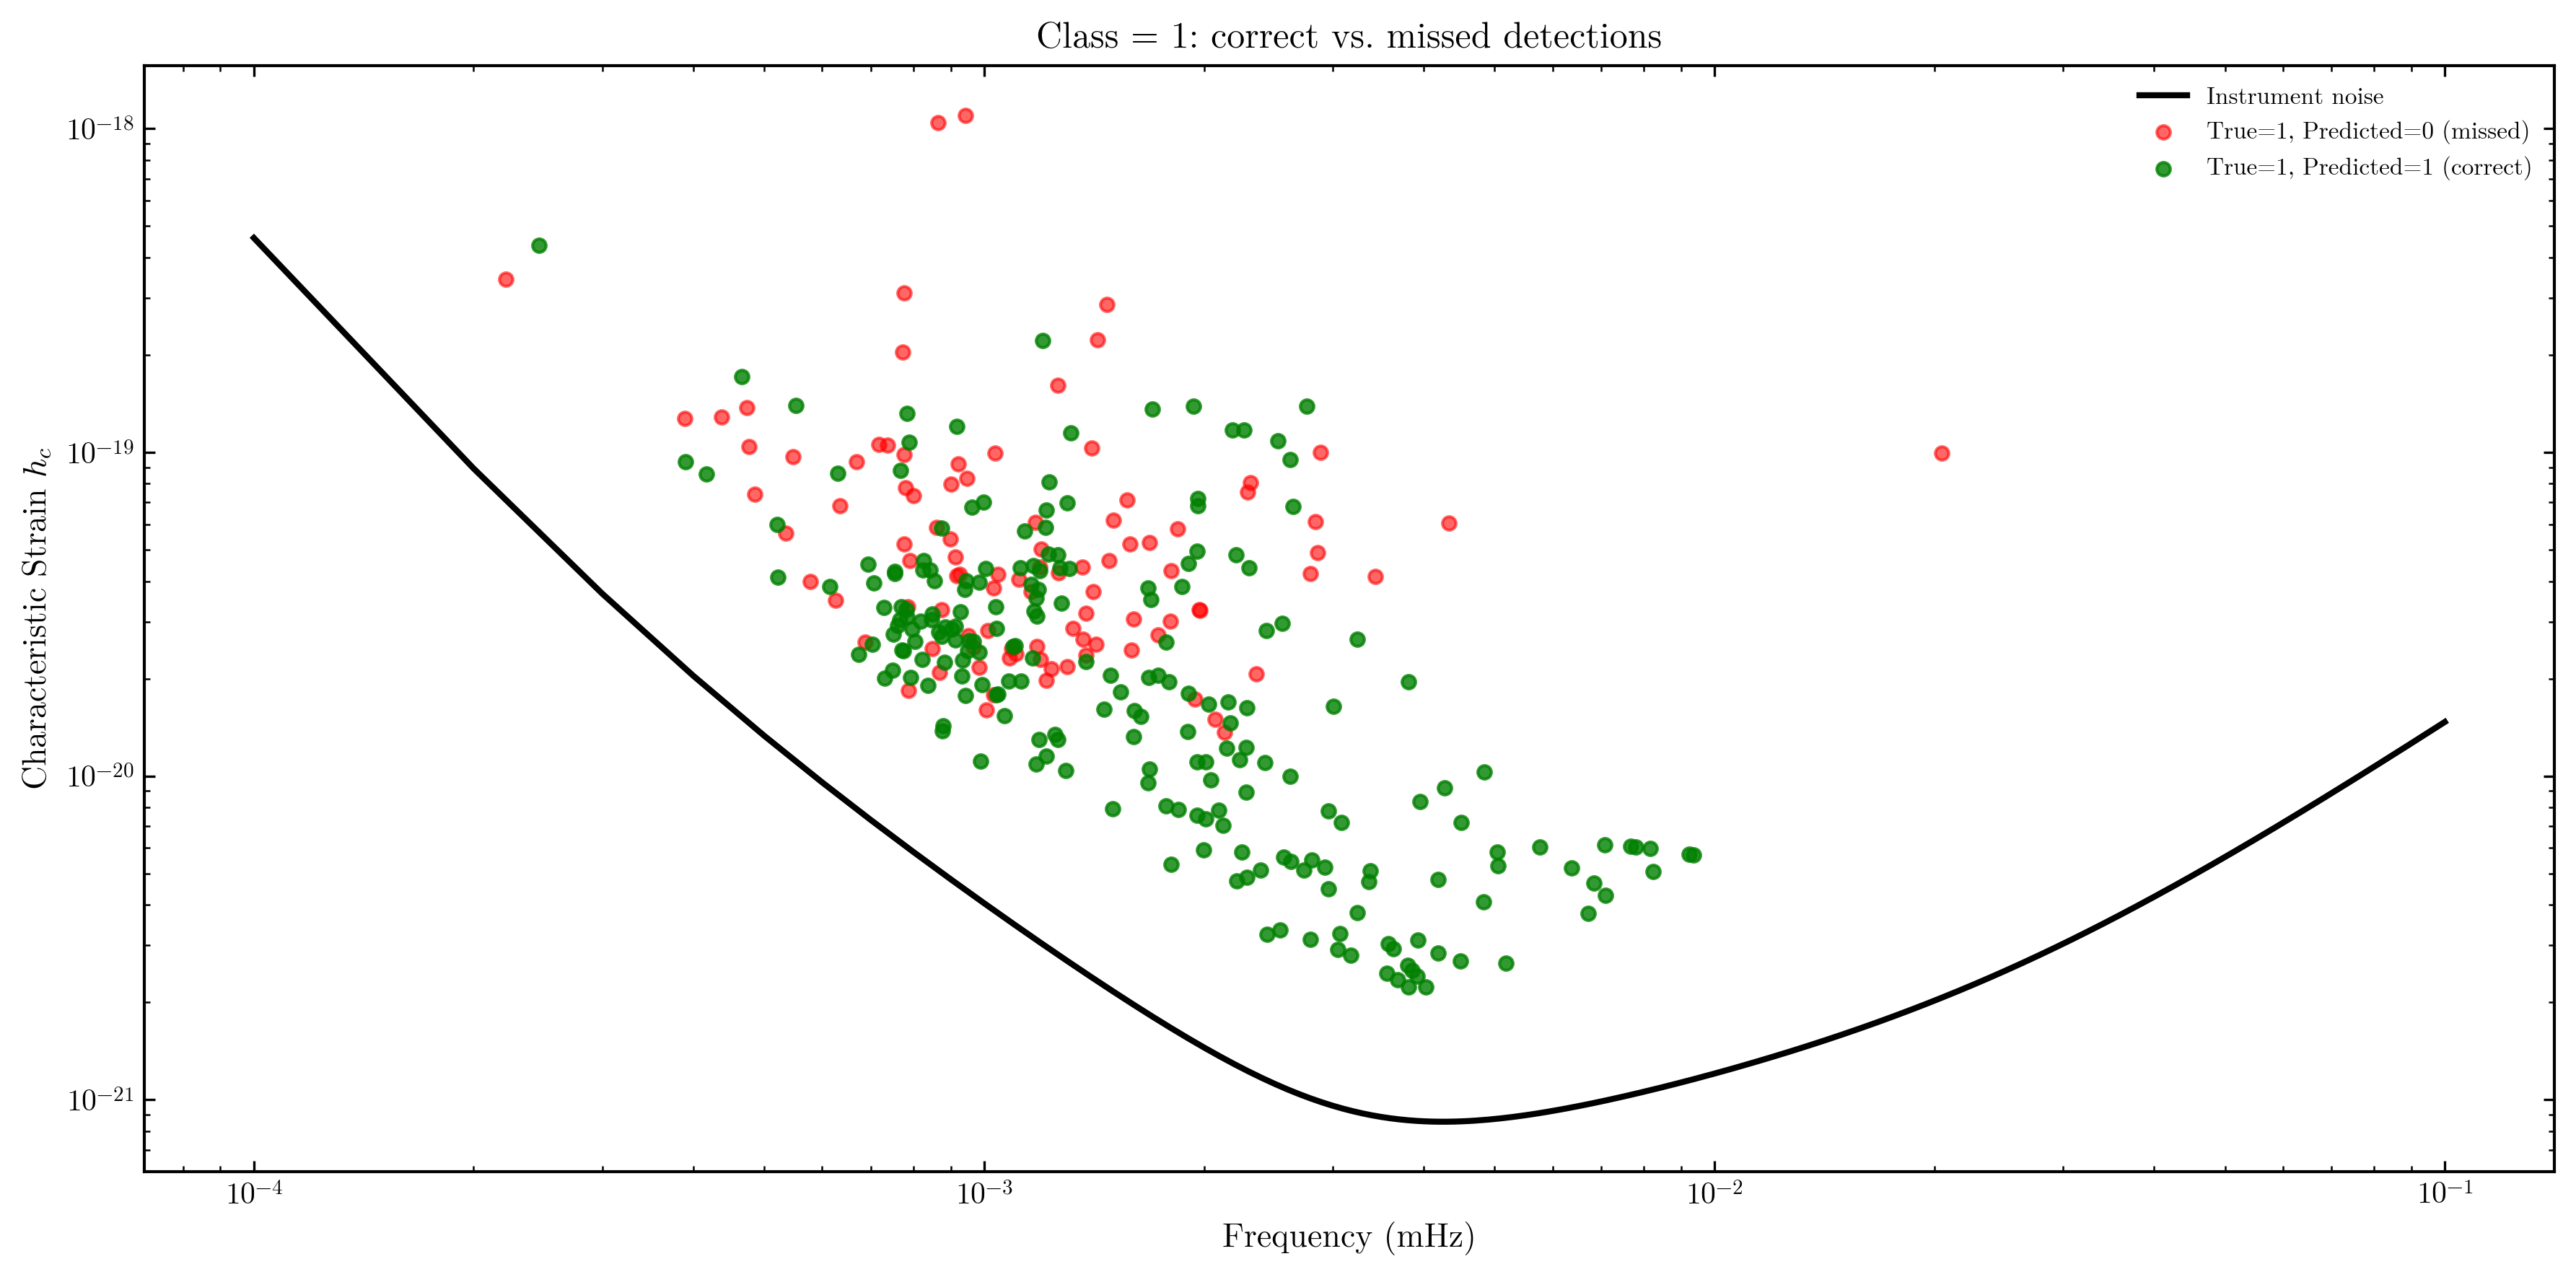 Class = 1: correct vs. missed detections
Instrument noise
True=1, Predicted=0 (missed)
True=1, Predicted=1 (correct)
Characteristic Strain $h_c$
$10^{-18}$
$10^{-19}$
$10^{-20}$
$10^{-21}$
$10^{-4}$
$10^{-3}$
$10^{-2}$
$10^{-1}$
Frequency (mHz)